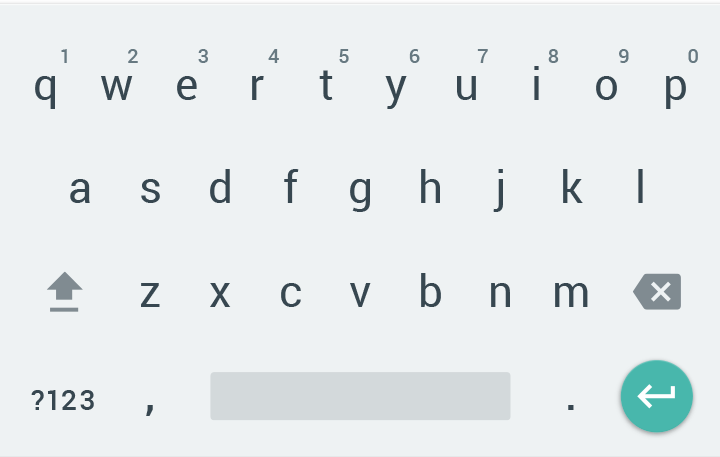 1 2 3 4 5 6 7 8 9 0
q w e r t y u i o p
a s d f g h j k l
z x c v b n m
?123 , .